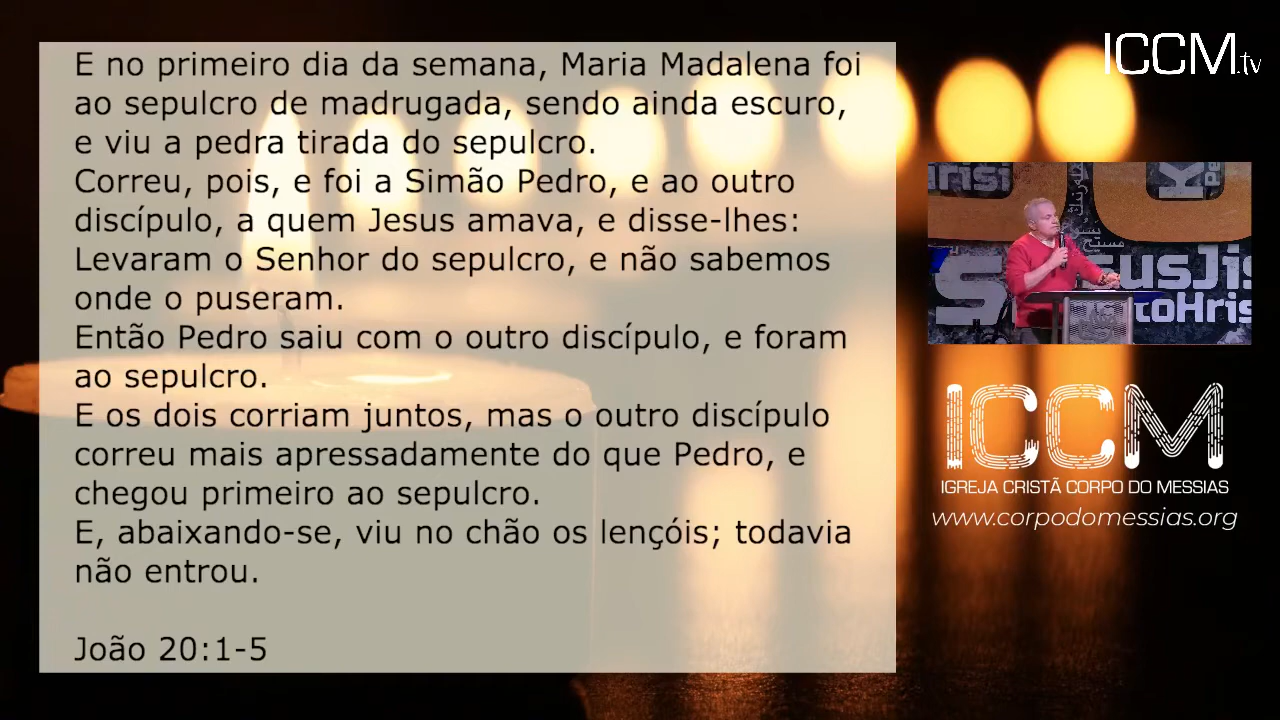 E no primeiro dia da semana, Maria Madalena foi
ao sepulcro de madrugada, sendo ainda escuro,
e viu a pedra tirada do sepulcro.
Correu, pois, e foi a Simão Pedro, e ao outro
discípulo, a quem Jesus amava, e disse-lhes:
Levaram o Senhor do sepulcro, e não sabemos
onde o puseram.
Então Pedro saiu com o outro discípulo, e foram
ao sepulcro.
E os dois corriam juntos, mas o outro discípulo
correu mais apressadamente do que Pedro, e
chegou primeiro ao sepulcro.
E, abaixando-se, viu no chão os lençóis; todavia
não entrou.
João 20:1-5
ICCM.tv
Hrisi
usJis
toHris
ICCM
IGREJA CRISTÃ CORPO DO MESSIAS
www.corpodomessias.org